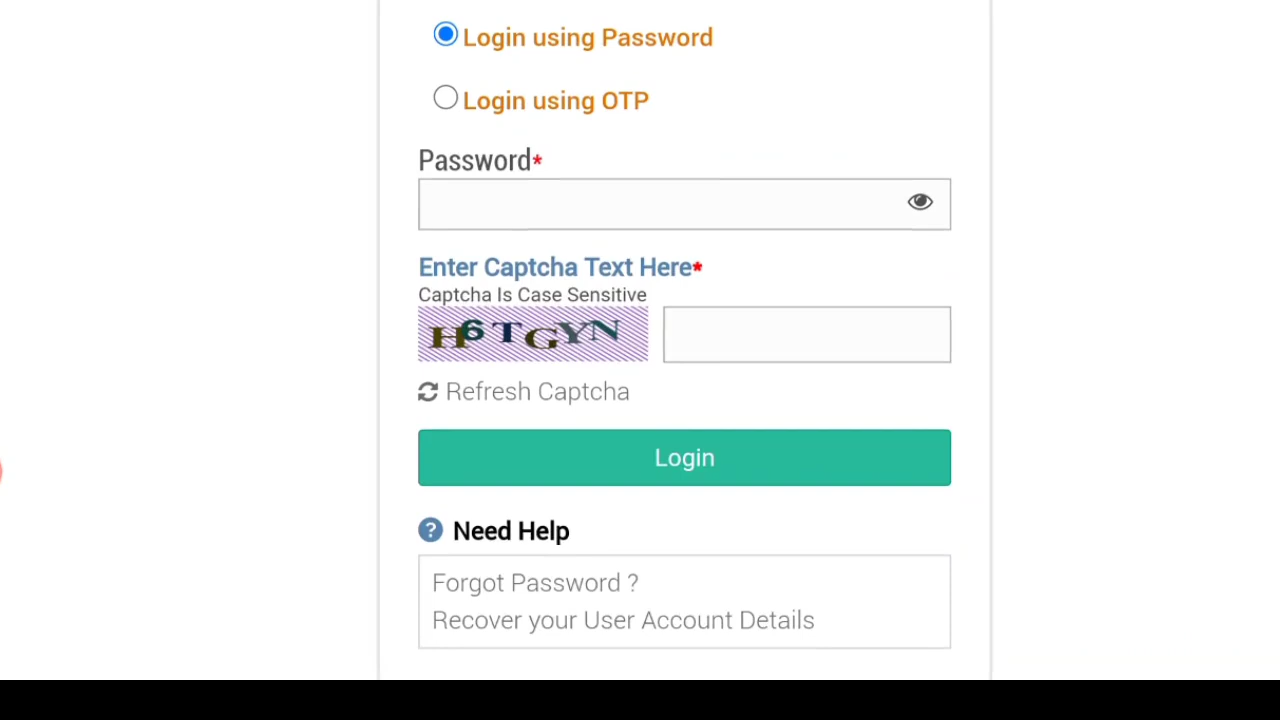 Login using Password
Login using OTP
Password*
Enter Captcha Text Here*
Captcha Is Case Sensitive
H6TGYN
Refresh Captcha
Login
? Need Help
Forgot Password ?
Recover your User Account Details